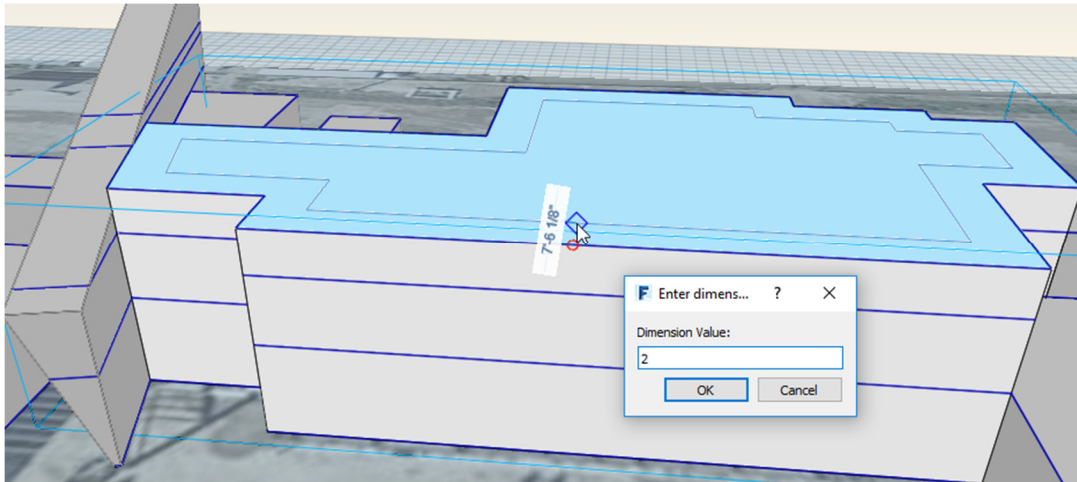 7'-6 1/8"
F Enter dimens... ? ×
Dimension Value:
2
OK Cancel